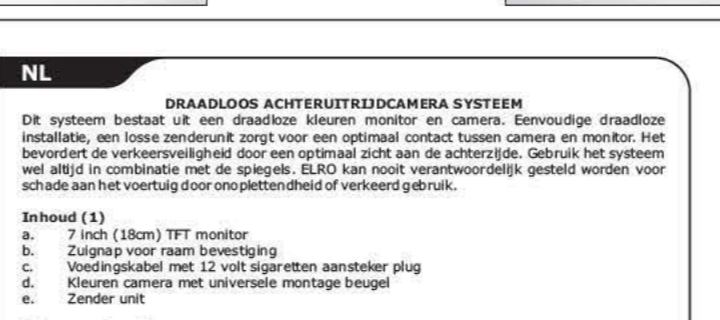 NL
DRAADLOOS ACHTERUITRIJDCAMERA SYSTEEM
Dit systeem bestaat uit een draadloze kleuren monitor en camera. Eenvoudige draadloze
installatie, een losse zenderunit zorgt voor een optimaal contact tussen camera en monitor. Het
bevordert de verkeersveiligheid door een optimaal zicht aan de achterzijde. Gebruik het systeem
wel altijd in combinatie met de spiegels. ELRO kan nooit verantwoordelijk gesteld worden voor
schade aan het voertuig door onoplettendheid of verkeerd gebruik.
Inhoud (1)
a. 7 inch (18cm) TFT monitor
b. Zuignap voor raam bevestiging
c. Voedingskabel met 12 volt sigaretten aansteker plug
d. Kleuren camera met universele montage beugel
e. Zender unit